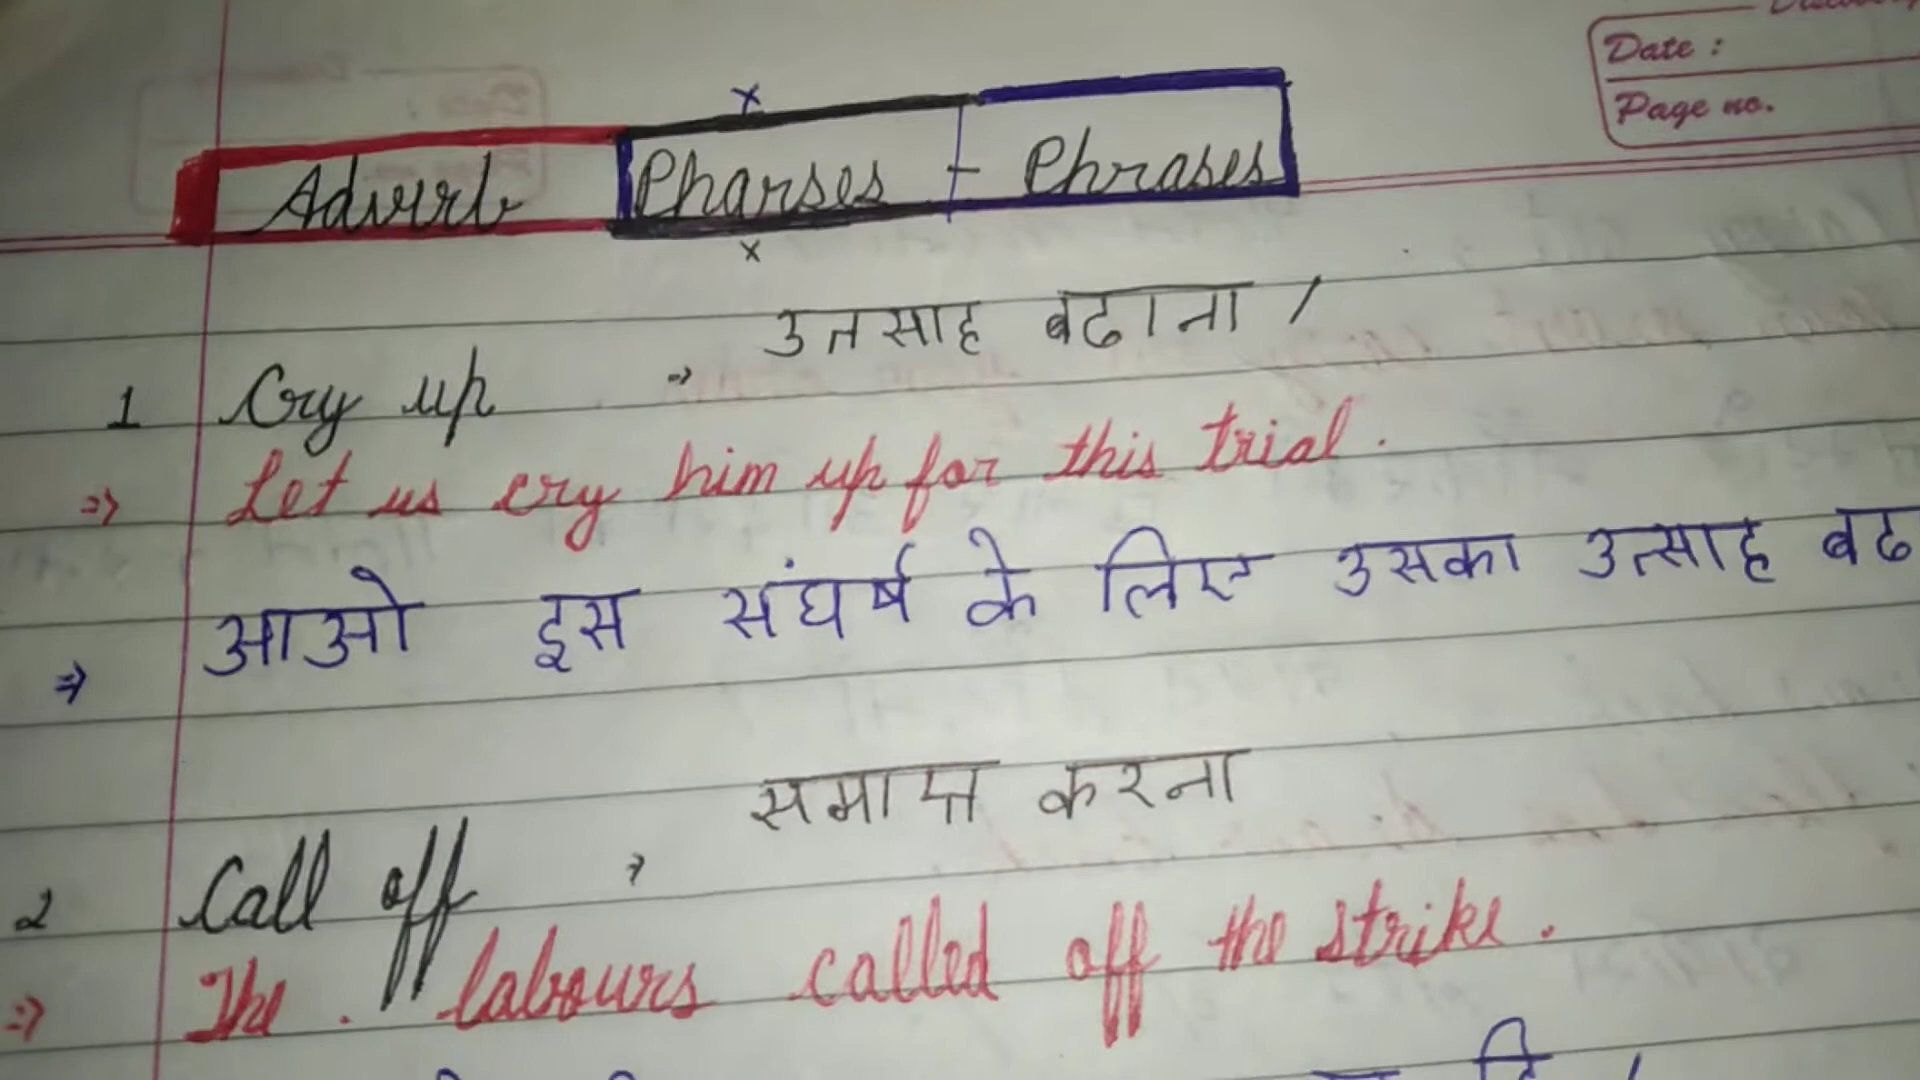 Date :
Page no.
Adverb Pharses - Phrases
उत्साह बढाना /
1 Cry up ⇒
⇒ Let us cry him up for this trial.
⇒ आओ इस संघर्ष के लिए उसका उत्साह बढ
समाप्त करना
2 Call off ⇒
⇒ The . labours called off the strike.